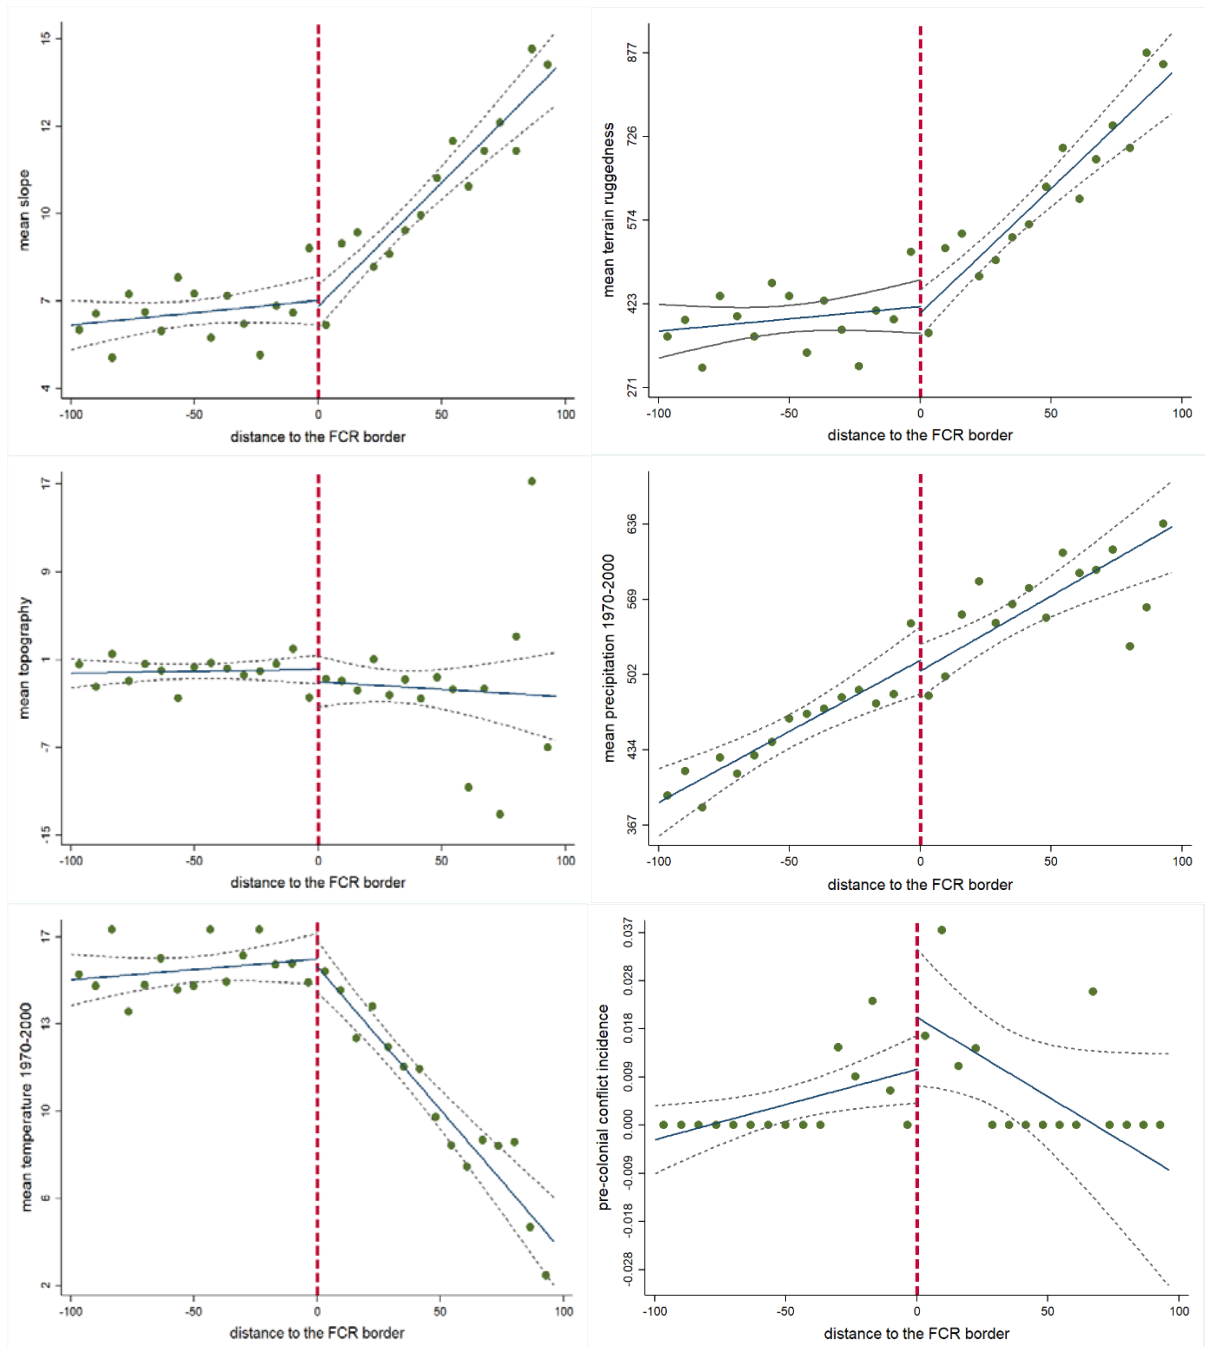 mean slope
15
12
10
7
4
-100 -50 0 50 100
distance to the FCR border
mean terrain ruggedness
877
726
574
423
271
-100 -50 0 50 100
distance to the FCR border
mean topography
17
9
1
-7
-15
-100 -50 0 50 100
distance to the FCR border
mean precipitation 1970-2000
636
569
502
434
367
-100 -50 0 50 100
distance to the FCR border
mean temperature 1970-2000
17
13
10
6
2
-100 -50 0 50 100
distance to the FCR border
pre-colonial conflict incidence
0.037
0.028
0.018
0.009
0.000
-0.009
-0.018
-0.028
-100 -50 0 50 100
distance to the FCR border